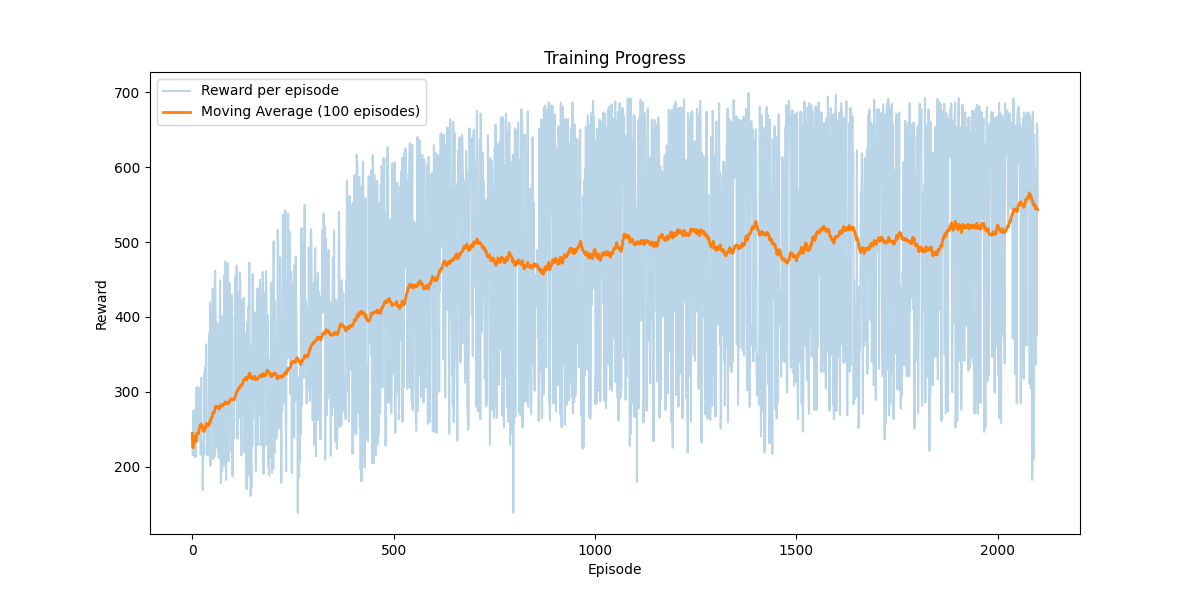 Training Progress
Reward per episode
Moving Average (100 episodes)
700
600
500
400
300
200
Reward
0
500
1000
1500
2000
Episode